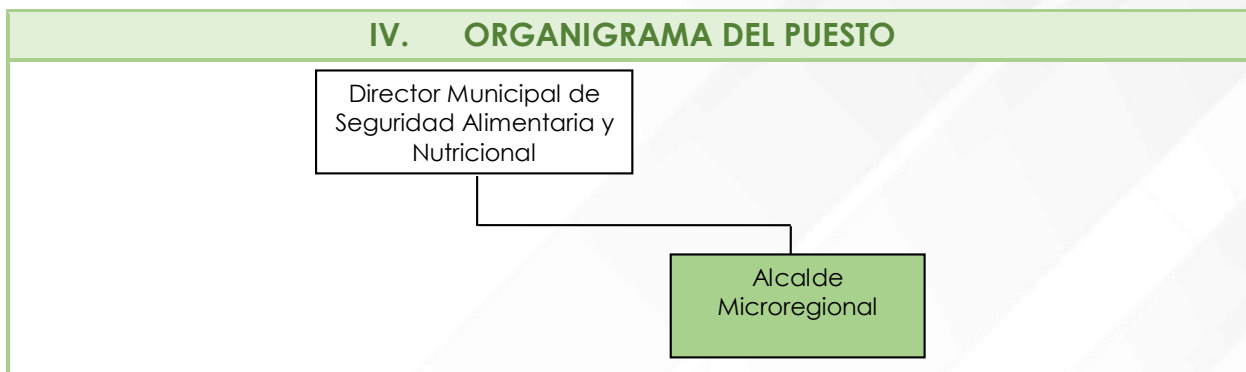 IV. ORGANIGRAMA DEL PUESTO
Director Municipal de
Seguridad Alimentaria y
Nutricional
Alcalde
Microregional